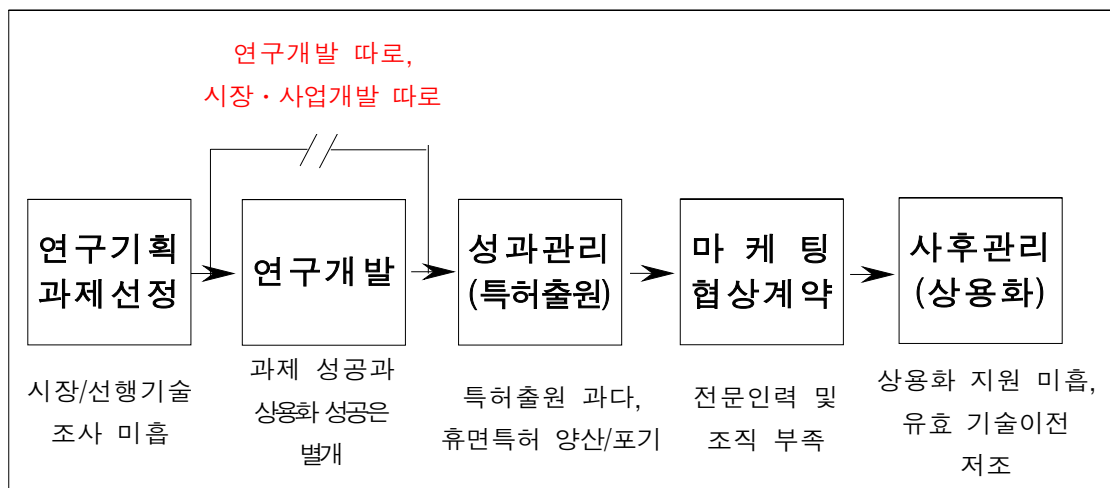 연구개발 따로,
시장・사업개발 따로
연구기획
과제선정
연구개발
성과관리
(특허출원)
마 케 팅
협상계약
사후관리
(상용화)
시장/선행기술
조사 미흡
과제 성공과
상용화 성공은
별개
특허출원 과다,
휴면특허 양산/포기
전문인력 및
조직 부족
상용화 지원 미흡,
유효 기술이전
저조